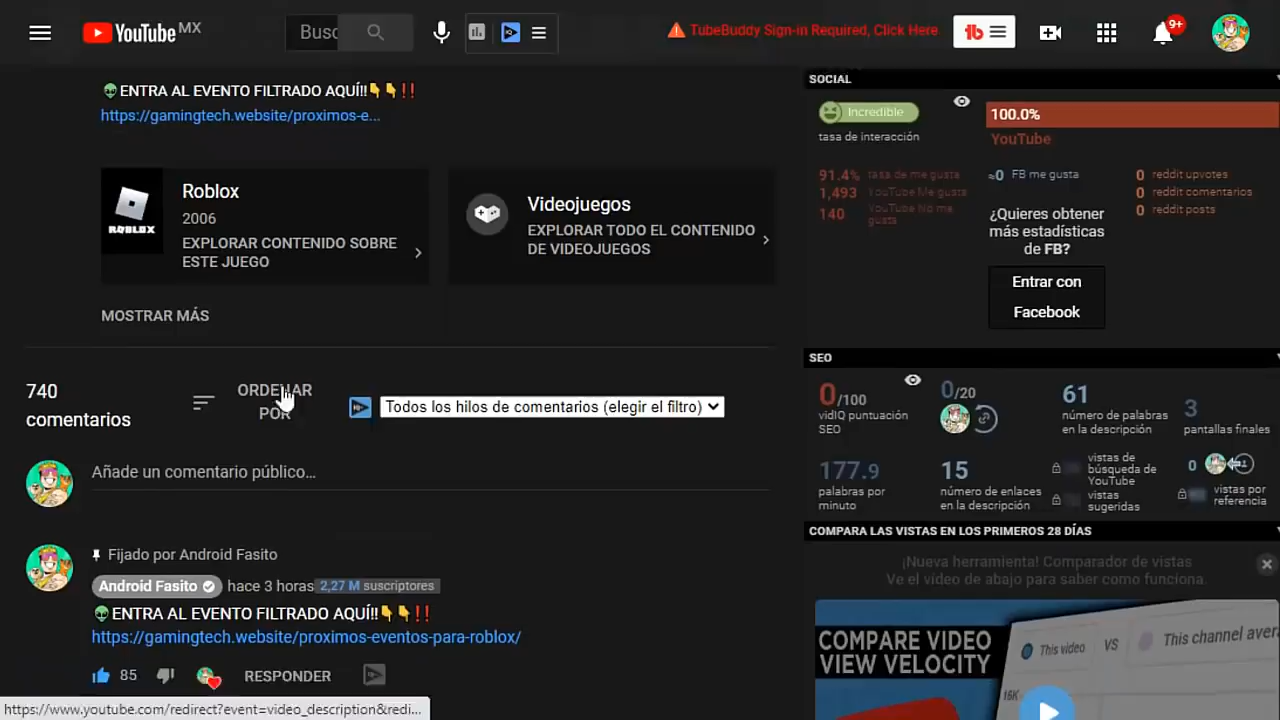 YouTube MX
Busc
TubeBuddy Sign-in Required, Click Here
tb
9+
👽ENTRA AL EVENTO FILTRADO AQUÍ!!👇👇‼️
https://gamingtech.website/proximos-e...
Roblox
2006
EXPLORAR CONTENIDO SOBRE
ESTE JUEGO
ROBLOX
Videojuegos
EXPLORAR TODO EL CONTENIDO
DE VIDEOJUEGOS
MOSTRAR MÁS
740
comentarios
ORDENAR
POR
Todos los hilos de comentarios (elegir el filtro)
Añade un comentario público...
Fijado por Android Fasito
Android Fasito hace 3 horas 2,27 M suscriptores
👽ENTRA AL EVENTO FILTRADO AQUÍ!!👇👇‼️
https://gamingtech.website/proximos-eventos-para-roblox/
85
RESPONDER
https://www.youtube.com/redirect?event=video_description&redi...
SOCIAL
Incredible
tasa de interacción
100.0%
YouTube
91.4% tasa de me gusta
1,493 YouTube Me gusta
140 YouTube No me
gusta
≈0 FB me gusta
¿Quieres obtener
más estadísticas
de FB?
Entrar con
Facebook
0 reddit upvotes
0 reddit comentarios
0 reddit posts
SEO
0/100
vidIQ puntuación
SEO
0/20
61
número de palabras
en la descripción
3
pantallas finales
177.9
palabras por
minuto
15
número de enlaces
en la descripción
vistas de
búsqueda de
YouTube
vistas
sugeridas
0
vistas por
referencia
COMPARA LAS VISTAS EN LOS PRIMEROS 28 DÍAS
¡Nueva herramienta! Comparador de vistas
Ve el vídeo de abajo para saber como funciona.
COMPARE VIDEO
VIEW VELOCITY
This video VS This channel avera
16K